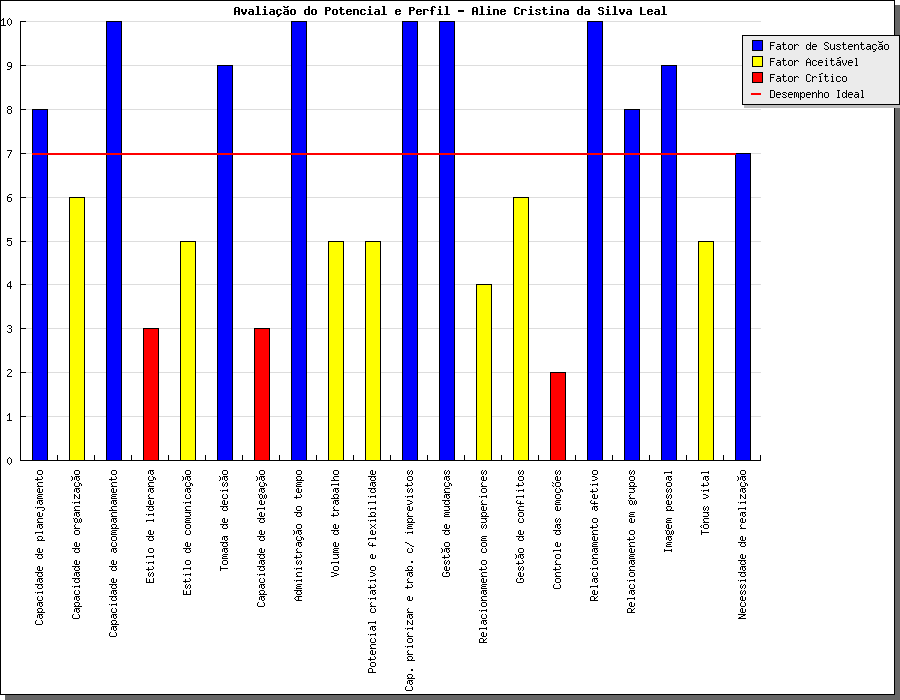 Avaliação do Potencial e Perfil - Aline Cristina da Silva Leal
Fator de Sustentação
Fator Aceitável
Fator Crítico
Desempenho Ideal
10
9
8
7
6
5
4
3
2
1
0
Capacidade de planejamento
Capacidade de organização
Capacidade de acompanhamento
Estilo de liderança
Estilo de comunicação
Tomada de decisão
Capacidade de delegação
Administração do tempo
Volume de trabalho
Potencial criativo e flexibilidade
Cap. priorizar e trab. c/ imprevistos
Gestão de mudanças
Relacionamento com superiores
Gestão de conflitos
Controle das emoções
Relacionamento afetivo
Relacionamento em grupos
Imagem pessoal
Tônus vital
Necessidade de realização